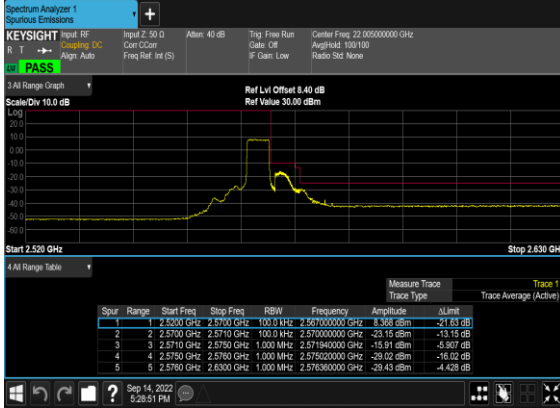 Spectrum Analyzer 1
Spurious Emissions
+
KEYSIGHT Input: RF Input Z: 50 Ω Atten: 40 dB Trig: Free Run Center Freq: 22.005000000 GHz
R T Coupling: DC Corr CCorr Gate: Off Avg|Hold: 100/100
Align: Auto Freq Ref: Int (S) IF Gain: Low Radio Std: None
PASS
3 All Range Graph
Ref Lvl Offset 8.40 dB
Scale/Div 10.0 dB Ref Value 30.00 dBm
Log
20.0
10.0
0.00
-10.0
-20.0
-30.0
-40.0
-50.0
-60.0
Start 2.520 GHz Stop 2.630 GH
4 All Range Table
Measure Trace Trace 1
Trace Type Trace Average (Active)
Spur Range Start Freq Stop Freq RBW Frequency Amplitude ΔLimit
1 1 2.5200 GHz 2.5700 GHz 100.0 kHz 2.567000000 GHz 8.368 dBm -21.63 dB
2 2 2.5700 GHz 2.5710 GHz 100.0 kHz 2.570000000 GHz -23.15 dBm -13.15 dB
3 3 2.5710 GHz 2.5750 GHz 1.000 MHz 2.571940000 GHz -15.91 dBm -5.907 dB
4 4 2.5750 GHz 2.5760 GHz 1.000 MHz 2.575020000 GHz -29.02 dBm -16.02 dB
5 5 2.5760 GHz 2.6300 GHz 1.000 MHz 2.576360000 GHz -29.43 dBm -4.428 dB
? Sep 14, 2022
5:28:51 PM